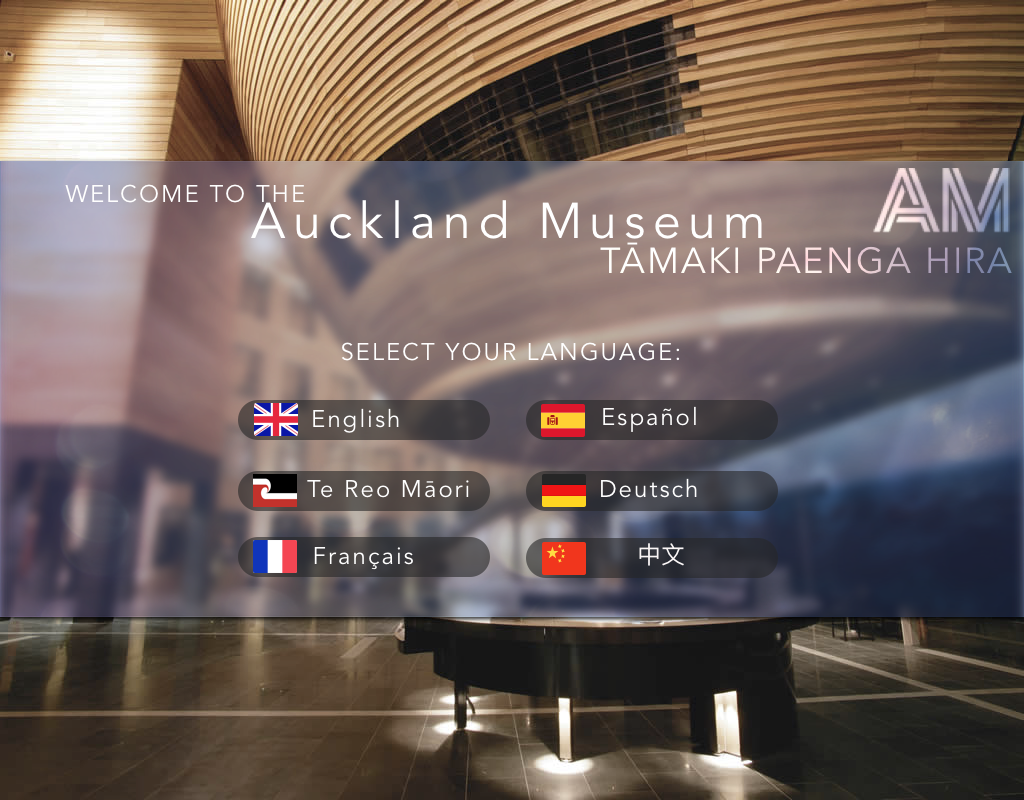 WELCOME TO THE
Auckland Museum
AM
TĀMAKI PAENGA HIRA
SELECT YOUR LANGUAGE:
English
Español
Te Reo Māori
Deutsch
Français
中文